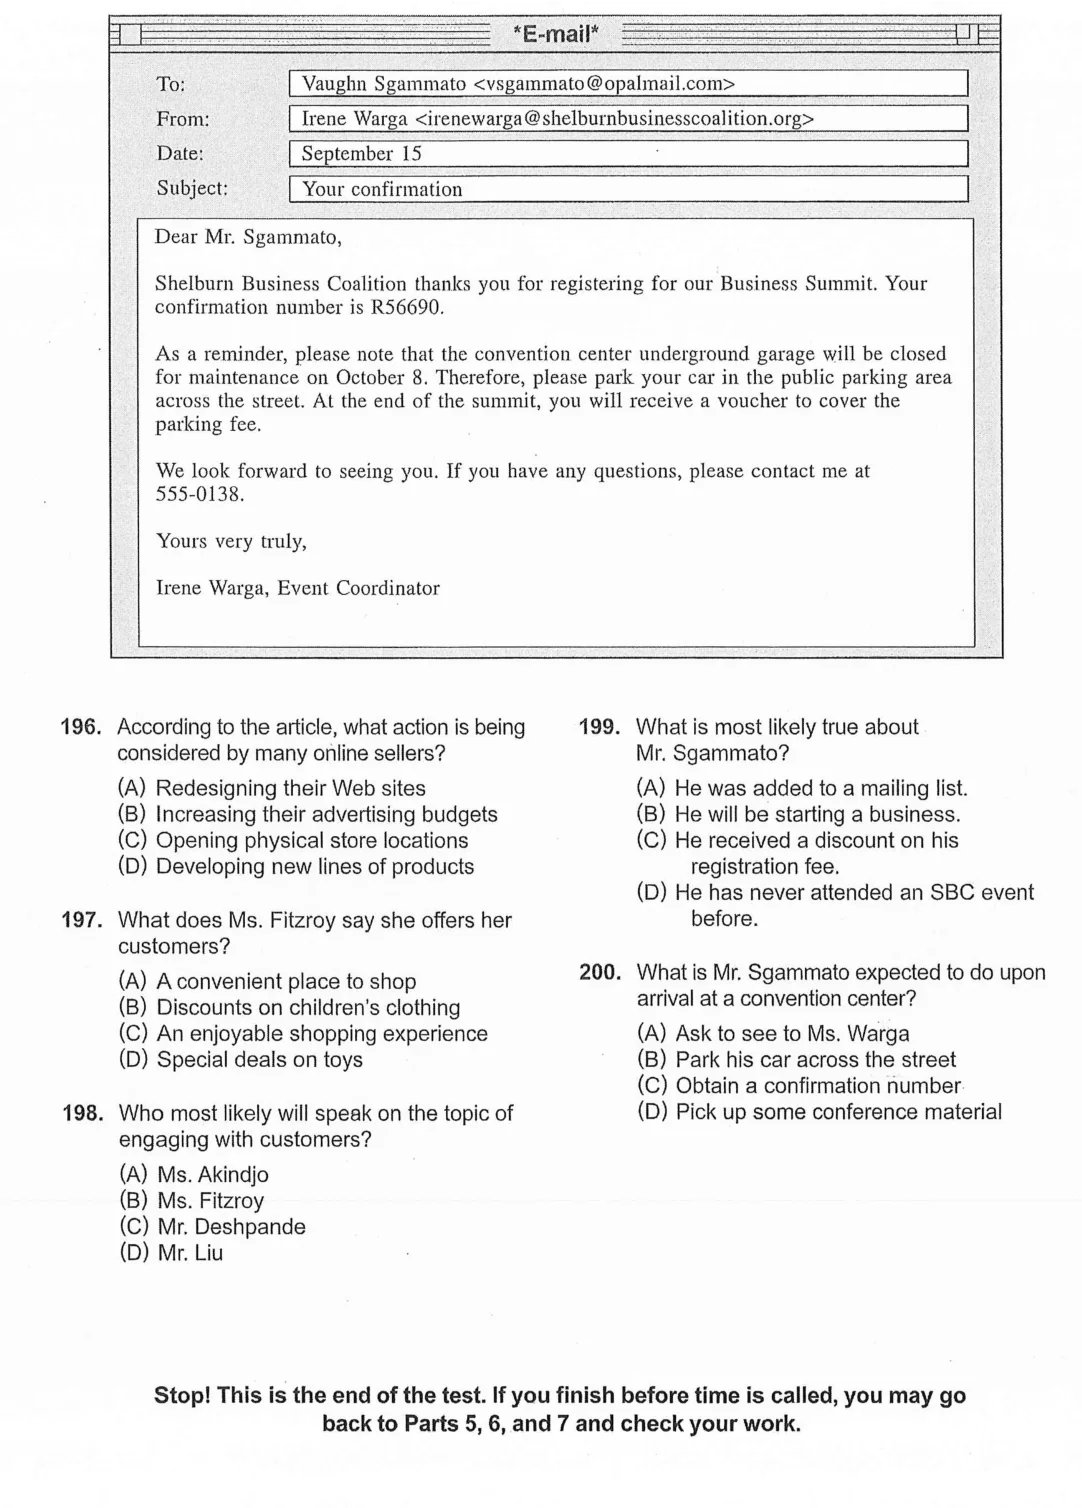 *E-mail*
To: Vaughn Sgammato <vsgammato@opalmail.com>
From: Irene Warga <irenewarga@shelburnbusinesscoalition.org>
Date: September 15
Subject: Your confirmation
Dear Mr. Sgammato,
Shelburn Business Coalition thanks you for registering for our Business Summit. Your
confirmation number is R56690.
As a reminder, please note that the convention center underground garage will be closed
for maintenance on October 8. Therefore, please park your car in the public parking area
across the street. At the end of the summit, you will receive a voucher to cover the
parking fee.
We look forward to seeing you. If you have any questions, please contact me at
555-0138.
Yours very truly,
Irene Warga, Event Coordinator
196. According to the article, what action is being
considered by many online sellers?
(A) Redesigning their Web sites
(B) Increasing their advertising budgets
(C) Opening physical store locations
(D) Developing new lines of products
197. What does Ms. Fitzroy say she offers her
customers?
(A) A convenient place to shop
(B) Discounts on children's clothing
(C) An enjoyable shopping experience
(D) Special deals on toys
198. Who most likely will speak on the topic of
engaging with customers?
(A) Ms. Akindjo
(B) Ms. Fitzroy
(C) Mr. Deshpande
(D) Mr. Liu
199. What is most likely true about
Mr. Sgammato?
(A) He was added to a mailing list.
(B) He will be starting a business.
(C) He received a discount on his
registration fee.
(D) He has never attended an SBC event
before.
200. What is Mr. Sgammato expected to do upon
arrival at a convention center?
(A) Ask to see to Ms. Warga
(B) Park his car across the street
(C) Obtain a confirmation number
(D) Pick up some conference material
Stop! This is the end of the test. If you finish before time is called, you may go
back to Parts 5, 6, and 7 and check your work.